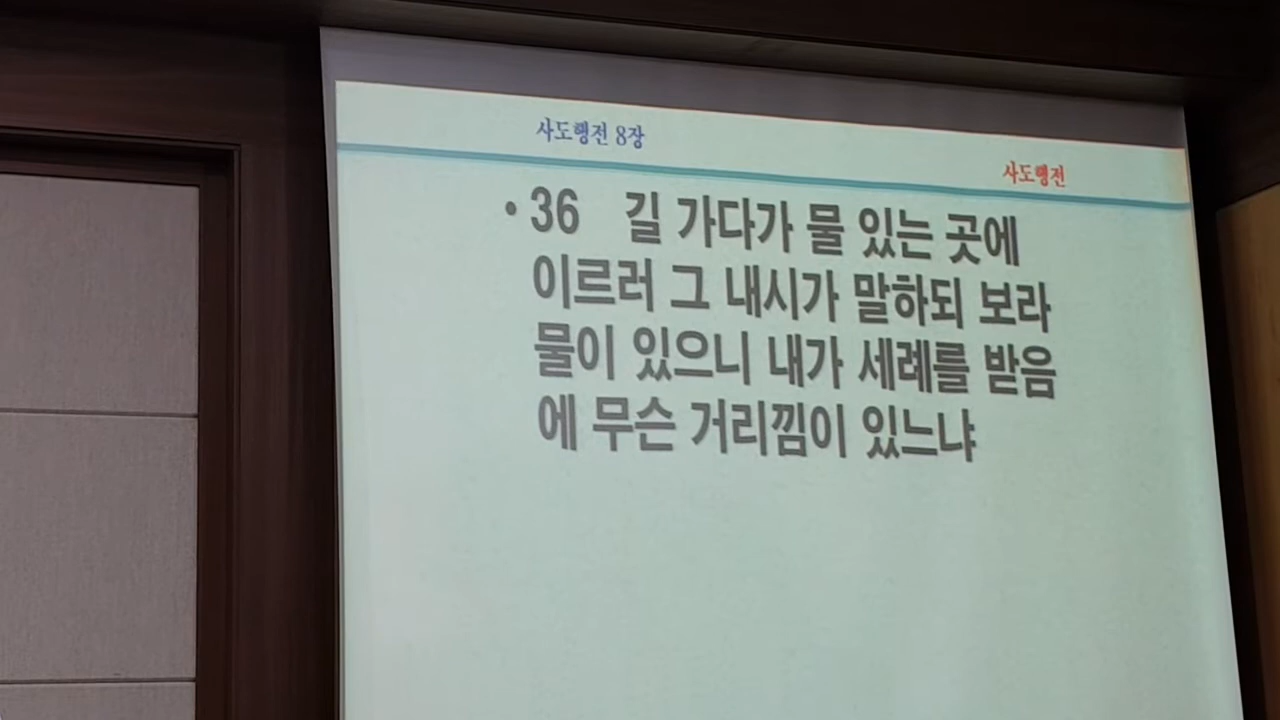 사도행전 8장
사도행전
• 36 길 가다가 물 있는 곳에
이르러 그 내시가 말하되 보라
물이 있으니 내가 세례를 받음
에 무슨 거리낌이 있느냐